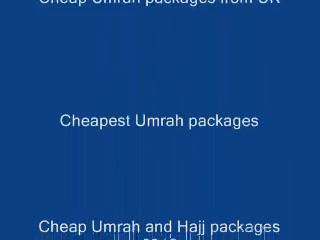 Cheap Umrah packages from UK
Cheapest Umrah packages
Cheap Umrah and Hajj packages